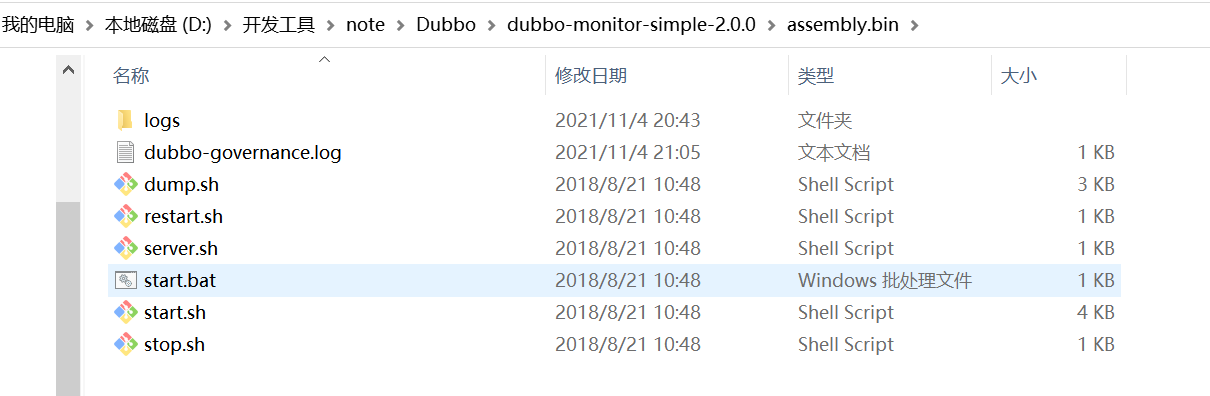 我的电脑 > 本地磁盘 (D:) > 开发工具 > note > Dubbo > dubbo-monitor-simple-2.0.0 > assembly.bin >
名称 修改日期 类型 大小
logs 2021/11/4 20:43 文件夹
dubbo-governance.log 2021/11/4 21:05 文本文档 1 KB
dump.sh 2018/8/21 10:48 Shell Script 3 KB
restart.sh 2018/8/21 10:48 Shell Script 1 KB
server.sh 2018/8/21 10:48 Shell Script 1 KB
start.bat 2018/8/21 10:48 Windows 批处理文件 1 KB
start.sh 2018/8/21 10:48 Shell Script 4 KB
stop.sh 2018/8/21 10:48 Shell Script 1 KB